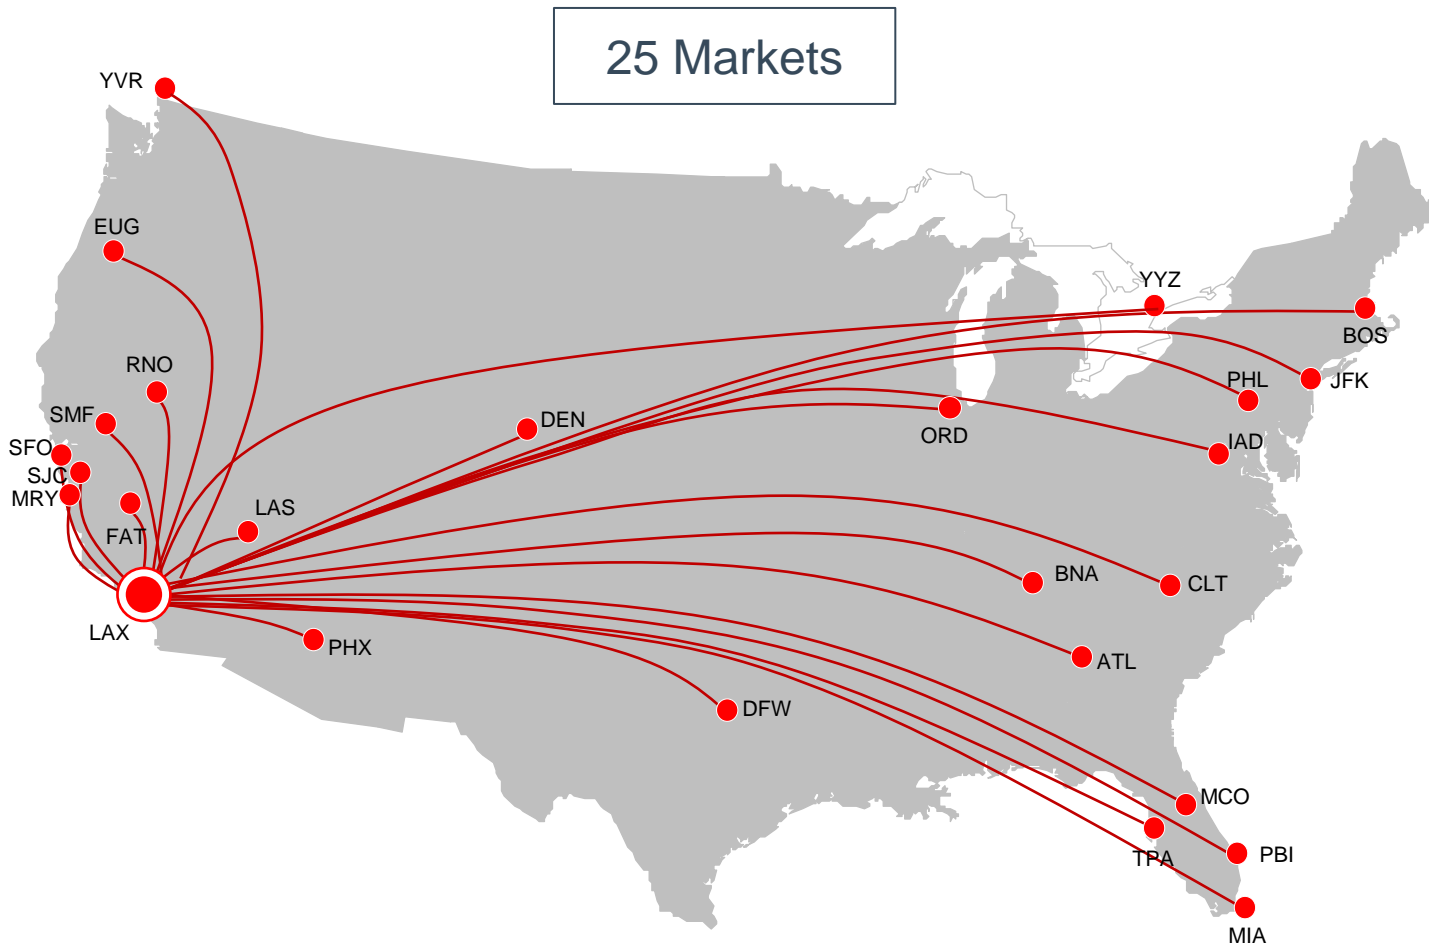 25 Markets
YVR
EUG
YYZ
BOS
RNO
JFK
PHL
SMF
DEN
ORD
SFO
IAD
SJC
MRY
LAS
FAT
BNA
CLT
LAX
PHX
ATL
DFW
MCO
TPA
PBI
MIA